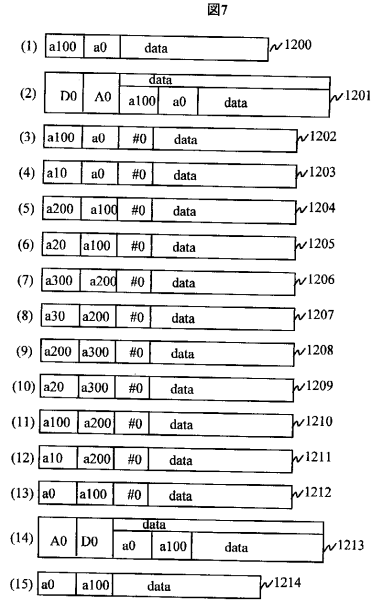 図7
(1) a100 a0 data 1200
data
(2) D0 A0 a100 a0 data 1201
(3) a100 a0 #0 data 1202
(4) a10 a0 #0 data 1203
(5) a200 a100 #0 data 1204
(6) a20 a100 #0 data 1205
(7) a300 a200 #0 data 1206
(8) a30 a200 #0 data 1207
(9) a200 a300 #0 data 1208
(10) a20 a300 #0 data 1209
(11) a100 a200 #0 data 1210
(12) a10 a200 #0 data 1211
(13) a0 a100 #0 data 1212
data
(14) A0 D0 a0 a100 data 1213
(15) a0 a100 data 1214